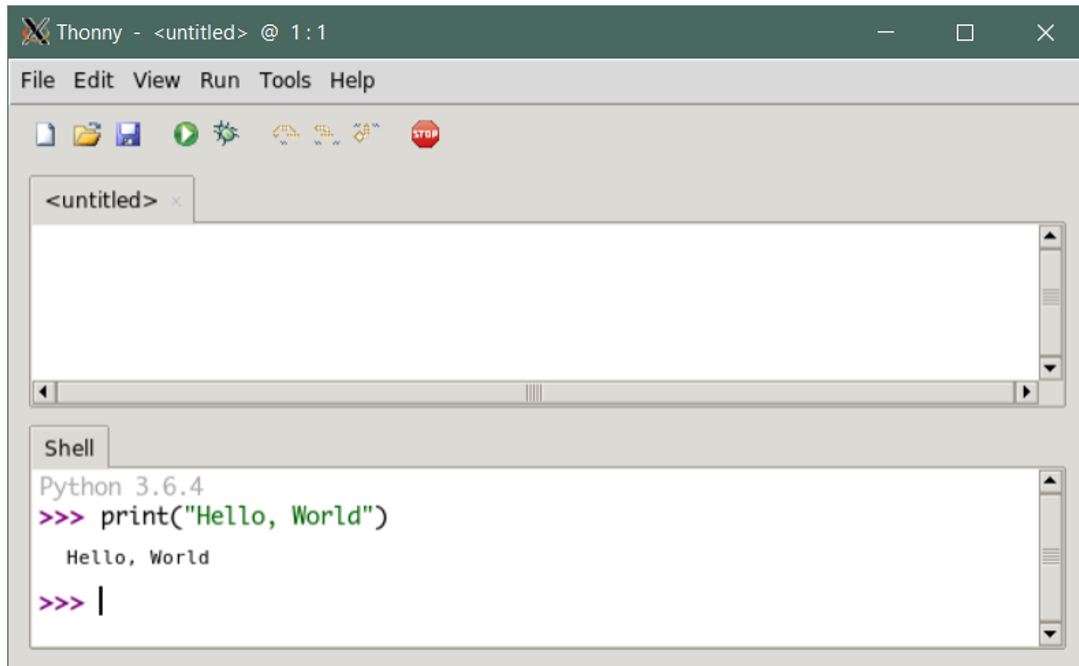 Thonny - <untitled> @ 1:1
File Edit View Run Tools Help
STOP
<untitled> ×
Shell
Python 3.6.4
>>> print("Hello, World")
Hello, World
>>>